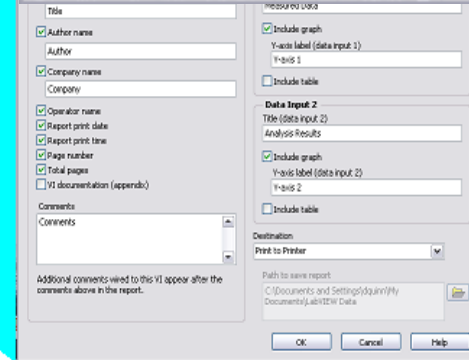 Title
Author name
Author
Company name
Company
Operator name
Report print date
Report print time
Page number
Total pages
VI documentation (appendix)
Comments
Comments
Additional comments wired to this VI appear after the
comments above in the report.
Measured Data
Include graph
Y-axis label (data input 1)
Y-axis 1
Include table
Data Input 2
Title (data input 2)
Analysis Results
Include graph
Y-axis label (data input 2)
Y-axis 2
Include table
Destination
Print to Printer
Path to save report
C:\Documents and Settings\dquinn\My
Documents\LabVIEW Data
OK
Cancel
Help